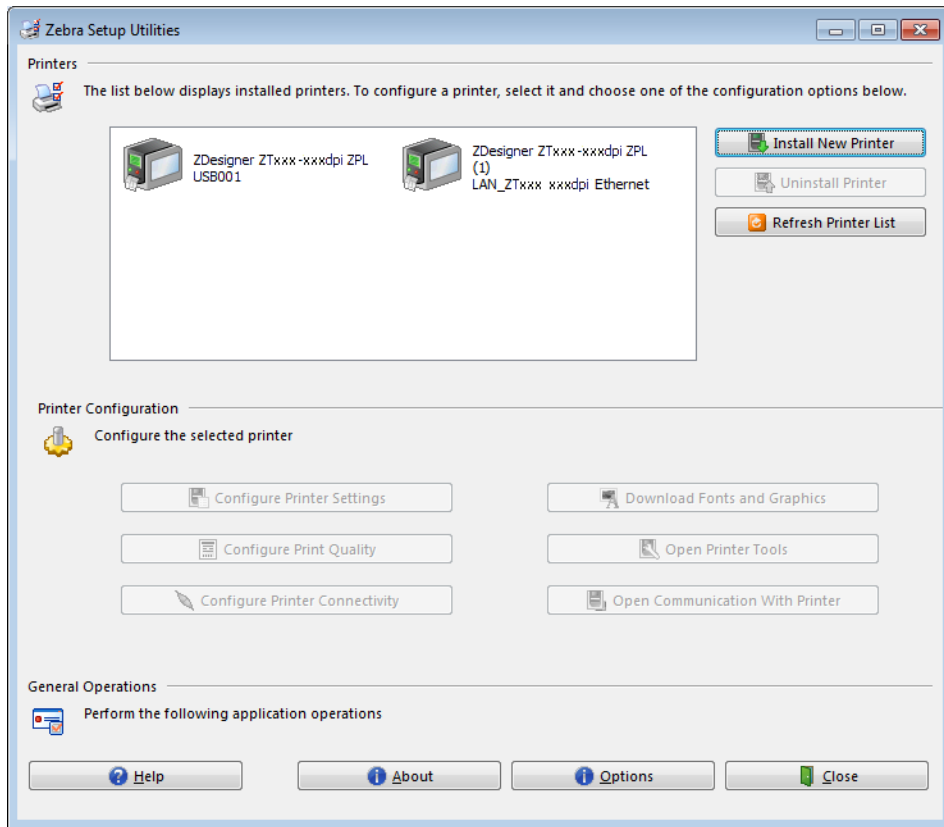 Zebra Setup Utilities
Printers
The list below displays installed printers. To configure a printer, select it and choose one of the configuration options below.
ZDesigner ZTxxx-xxxdpi ZPL
USB001
ZDesigner ZTxxx-xxxdpi ZPL
(1)
LAN_ZTxxx xxxdpi Ethernet
Install New Printer
Uninstall Printer
Refresh Printer List
Printer Configuration
Configure the selected printer
Configure Printer Settings
Download Fonts and Graphics
Configure Print Quality
Open Printer Tools
Configure Printer Connectivity
Open Communication With Printer
General Operations
Perform the following application operations
Help
About
Options
Close